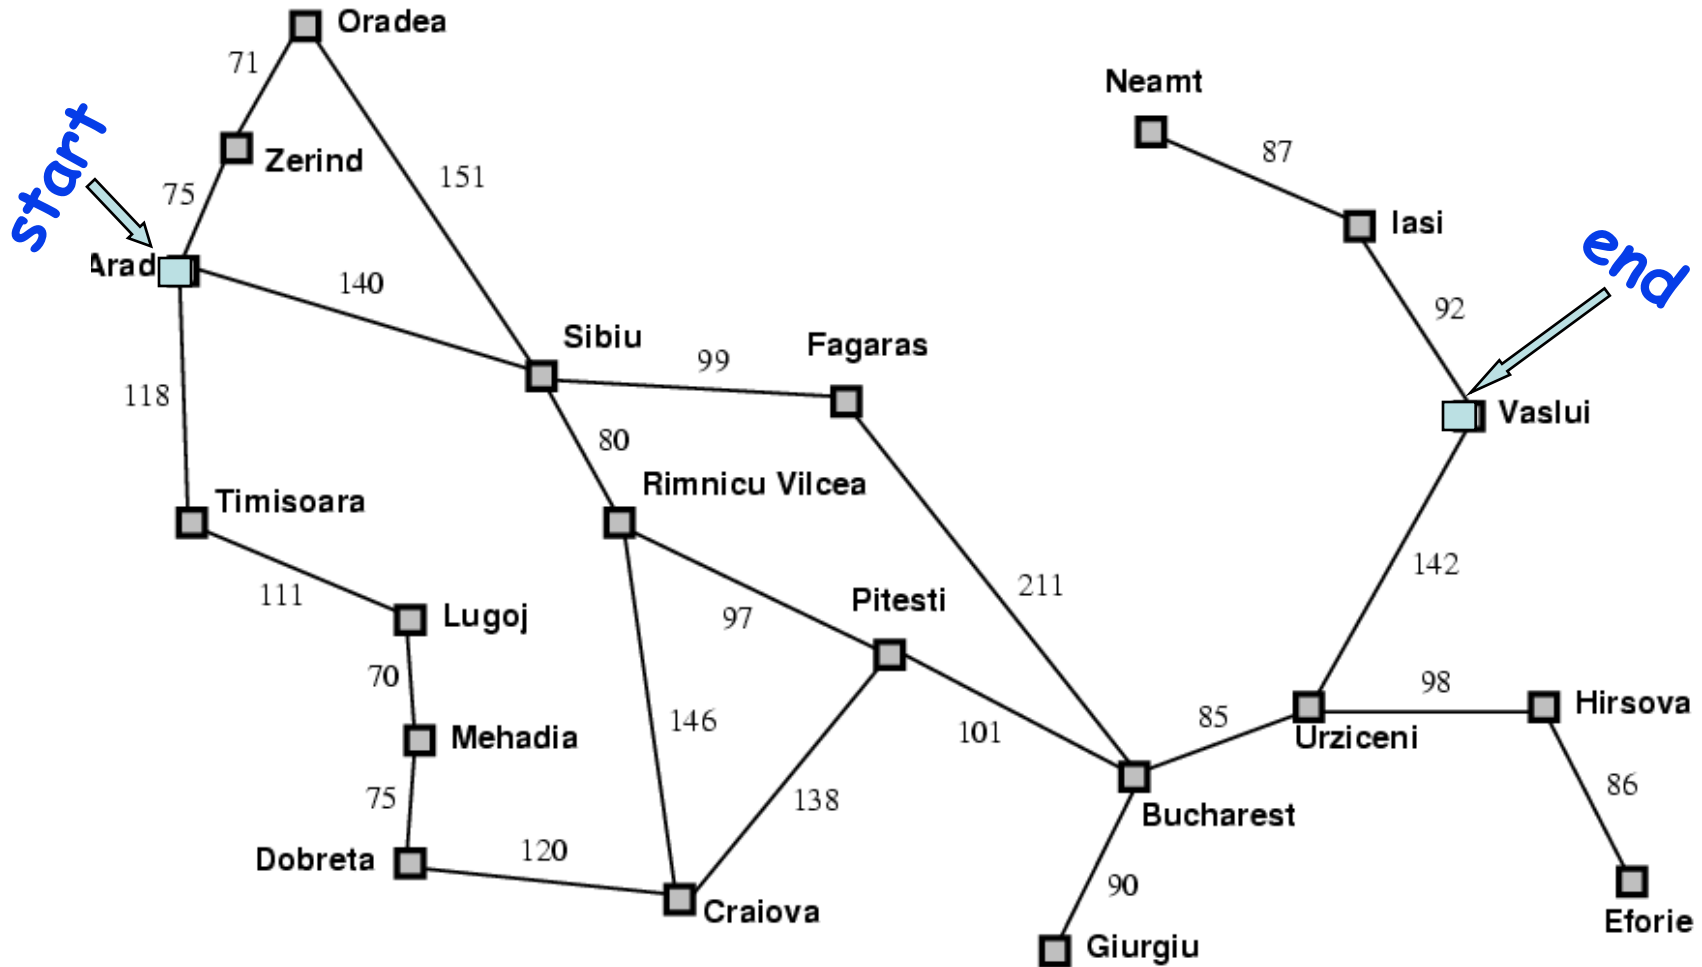 Oradea
71
Neamt
start
Zerind
87
151
75
Iasi
end
Arad
140
92
Sibiu
Fagaras
99
118
Vaslui
80
Rimnicu Vilcea
Timisoara
142
111
211
Pitesti
Lugoj
97
70
98
Hirsova
146
85
101
Mehadia
Urziceni
86
75
138
Bucharest
Dobreta
120
90
Craiova
Eforie
Giurgiu